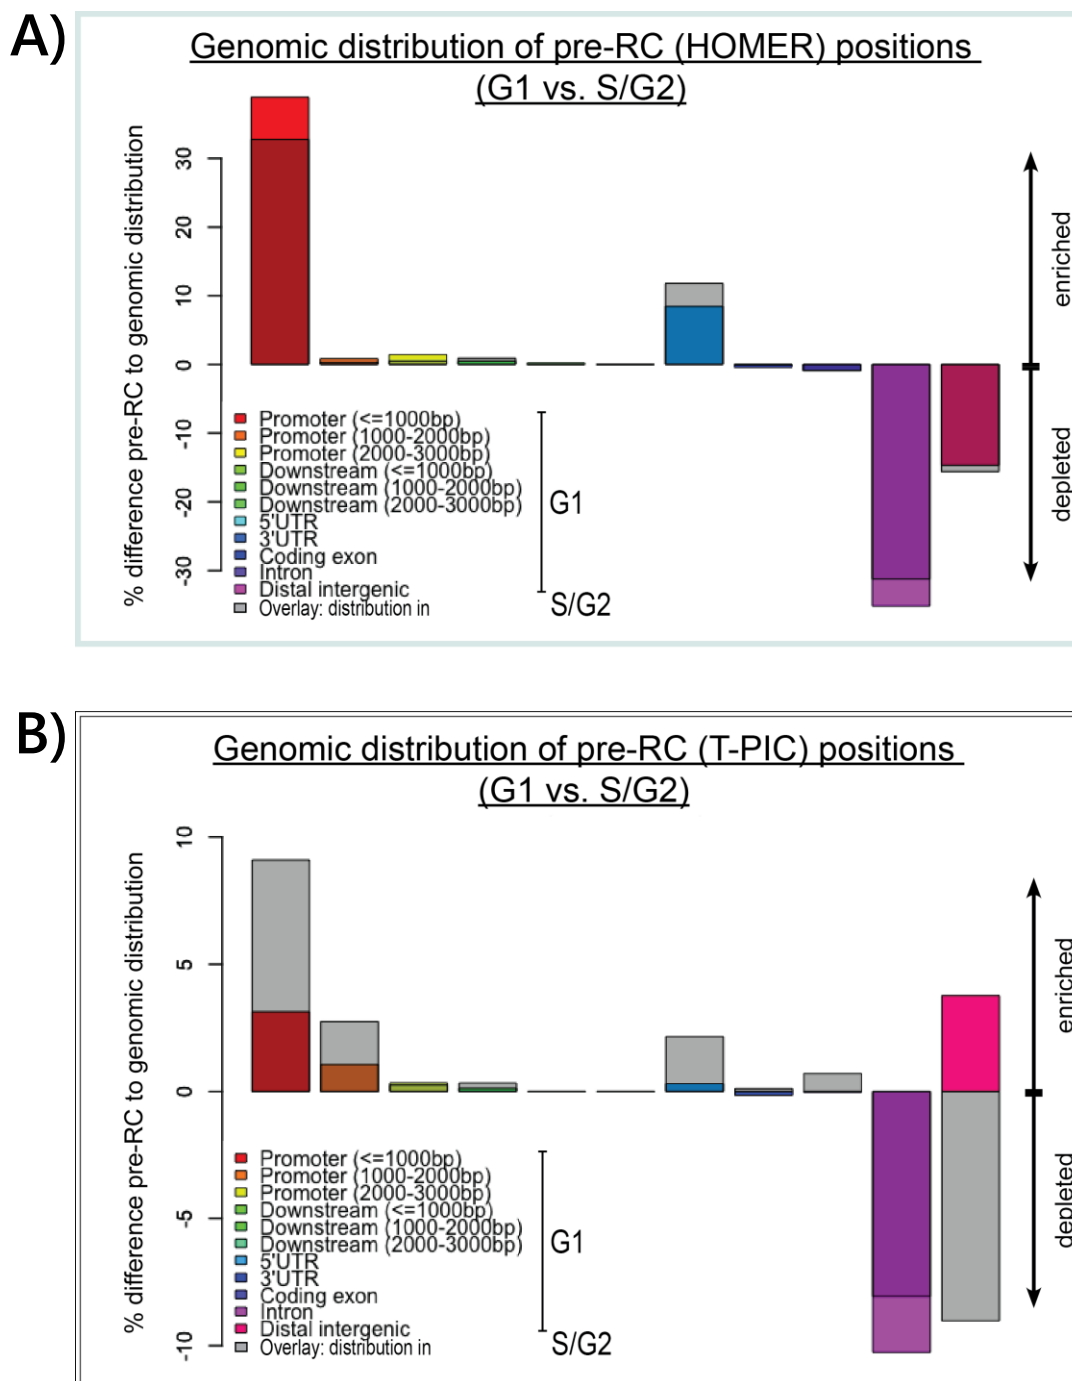 A)
Genomic distribution of pre-RC (HOMER) positions
(G1 vs. S/G2)
% difference pre-RC to genomic distribution
30
20
10
0
-10
-20
-30
enriched
depleted
Promoter (<=1000bp)
Promoter (1000-2000bp)
Promoter (2000-3000bp)
Downstream (<=1000bp)
Downstream (1000-2000bp)
Downstream (2000-3000bp)
5'UTR
3'UTR
Coding exon
Intron
Distal intergenic
Overlay: distribution in
G1
S/G2
B)
Genomic distribution of pre-RC (T-PIC) positions
(G1 vs. S/G2)
% difference pre-RC to genomic distribution
10
5
0
-5
-10
enriched
depleted
Promoter (<=1000bp)
Promoter (1000-2000bp)
Promoter (2000-3000bp)
Downstream (<=1000bp)
Downstream (1000-2000bp)
Downstream (2000-3000bp)
5'UTR
3'UTR
Coding exon
Intron
Distal intergenic
Overlay: distribution in
G1
S/G2